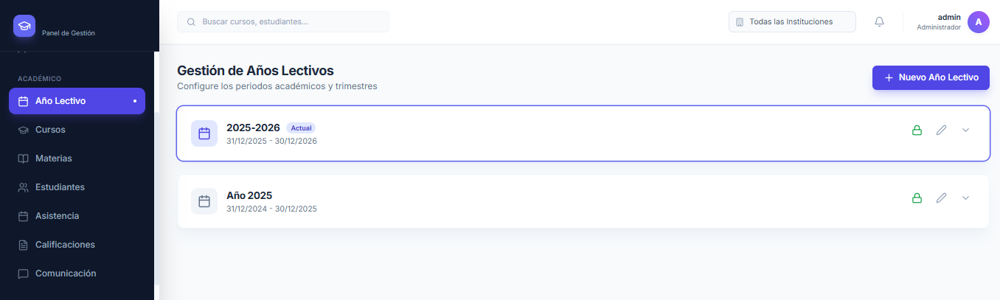 Panel de Gestión
ACADÉMICO
Año Lectivo
Cursos
Materias
Estudiantes
Asistencia
Calificaciones
Comunicación
Buscar cursos, estudiantes...
Todas las Instituciones
admin
Administrador
A
Gestión de Años Lectivos
Configure los periodos académicos y trimestres
Nuevo Año Lectivo
2025-2026 Actual
31/12/2025 - 30/12/2026
Año 2025
31/12/2024 - 30/12/2025